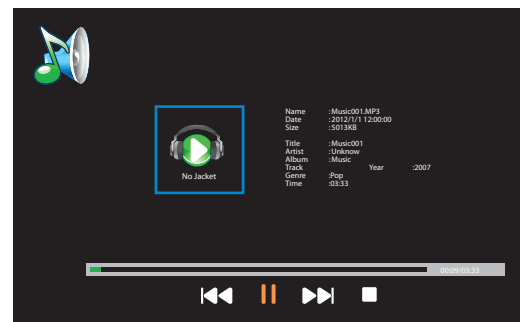 Name :Music001.MP3
Date :2012/1/1 12:00:00
Size :5013KB
Title :Music001
Artist :Unknow
Album :Music
Track Year :2007
Genre :Pop
Time :03:33
No Jacket
00:09/03:33